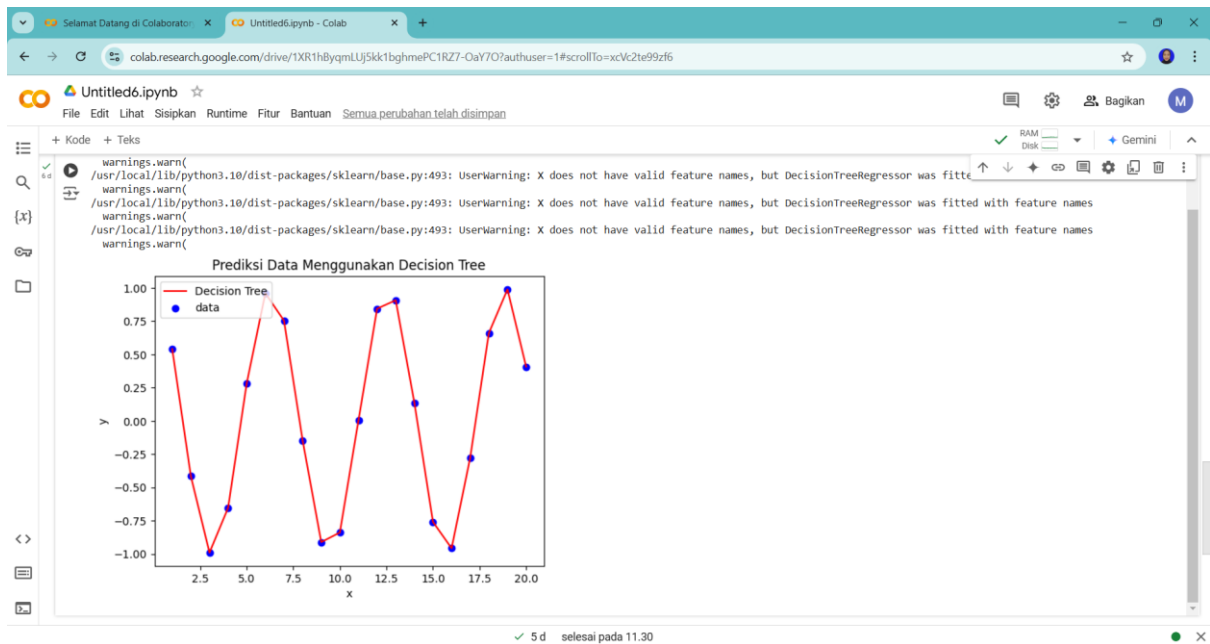 Selamat Datang di Colaborator
Untitled6.ipynb - Colab
colab.research.google.com/drive/1XR1hByqmLUj5kk1bghmePC1RZ7-OaY7O?authuser=1#scrollTo=xcVc2te99zf6
Untitled6.ipynb
File Edit Lihat Sisipkan Runtime Fitur Bantuan Semua perubahan telah disimpan
Bagikan
M
+ Kode + Teks
RAM
Disk
Gemini
6 d
warnings.warn(
/usr/local/lib/python3.10/dist-packages/sklearn/base.py:493: UserWarning: X does not have valid feature names, but DecisionTreeRegressor was fitte
warnings.warn(
/usr/local/lib/python3.10/dist-packages/sklearn/base.py:493: UserWarning: X does not have valid feature names, but DecisionTreeRegressor was fitted with feature names
warnings.warn(
/usr/local/lib/python3.10/dist-packages/sklearn/base.py:493: UserWarning: X does not have valid feature names, but DecisionTreeRegressor was fitted with feature names
warnings.warn(
Prediksi Data Menggunakan Decision Tree
Decision Tree
data
1.00
0.75
0.50
0.25
0.00
−0.25
−0.50
−0.75
−1.00
y
2.5 5.0 7.5 10.0 12.5 15.0 17.5 20.0
x
5 d selesai pada 11.30